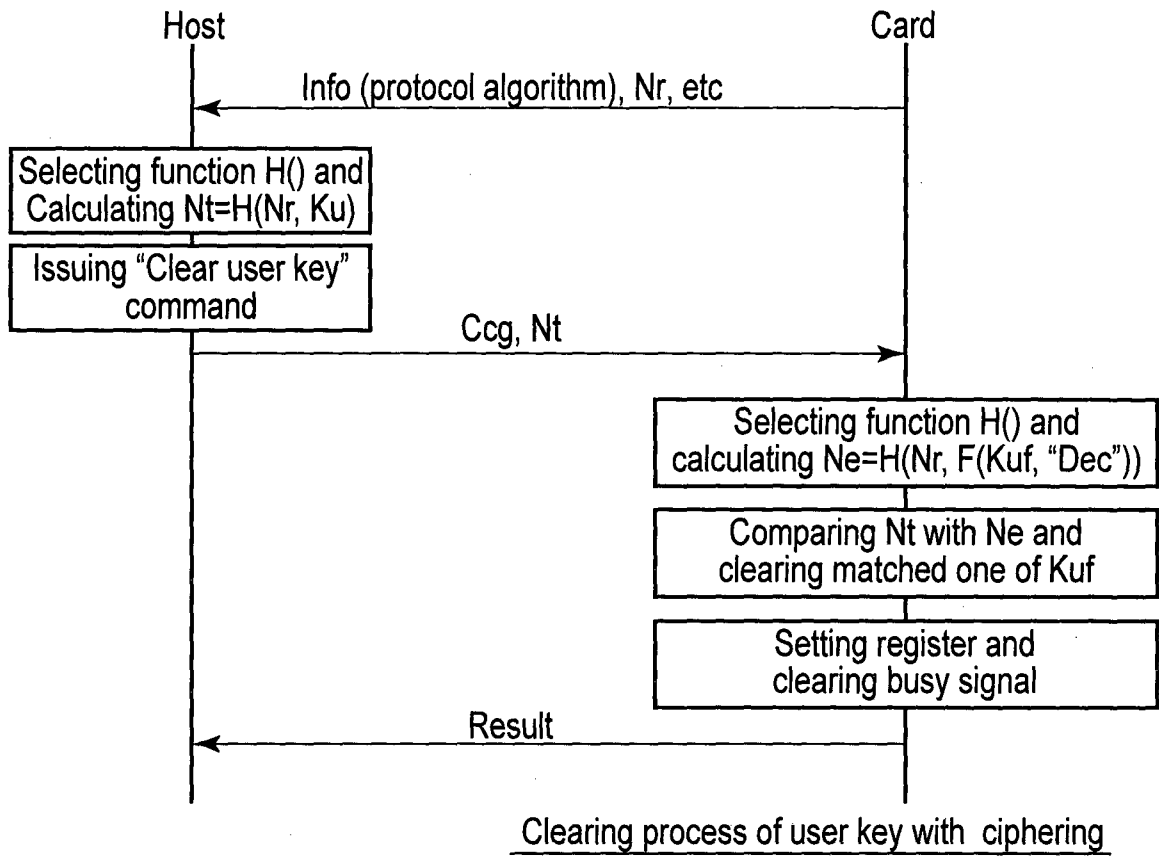 Host
Card
Info (protocol algorithm), Nr, etc
Selecting function H() and
Calculating Nt=H(Nr, Ku)
Issuing “Clear user key”
command
Ccg, Nt
Selecting function H() and
calculating Ne=H(Nr, F(Kuf, “Dec”))
Comparing Nt with Ne and
clearing matched one of Kuf
Setting register and
clearing busy signal
Result
Clearing process of user key with ciphering